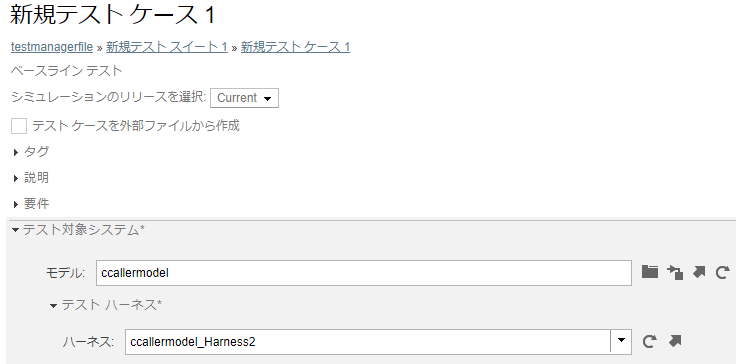 新規テスト ケース 1
testmanagerfile » 新規テスト スイート 1 » 新規テスト ケース 1
ベースライン テスト
シミュレーションのリリースを選択: Current
テスト ケースを外部ファイルから作成
タグ
説明
要件
テスト対象システム*
モデル: ccallermodel
テスト ハーネス*
ハーネス: ccallermodel_Harness2